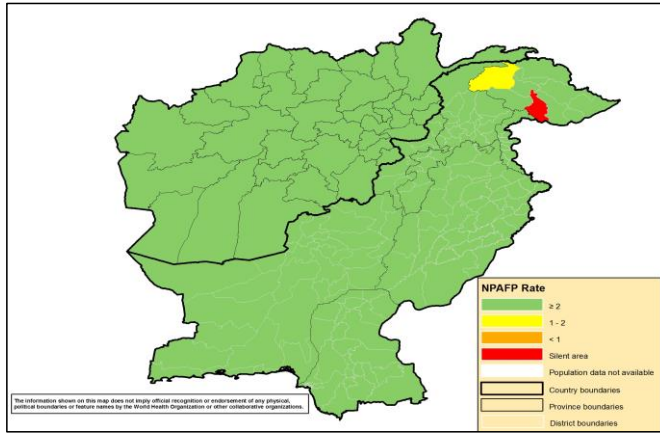 NPAFP Rate
≥ 2
1 - 2
< 1
Silent area
Population data not available
Country boundaries
Province boundaries
District boundaries
The information shown on this map does not imply official recognition or endorsement of any physical,
political boundaries or feature names by the World Health Organization or other collaborative organizations.